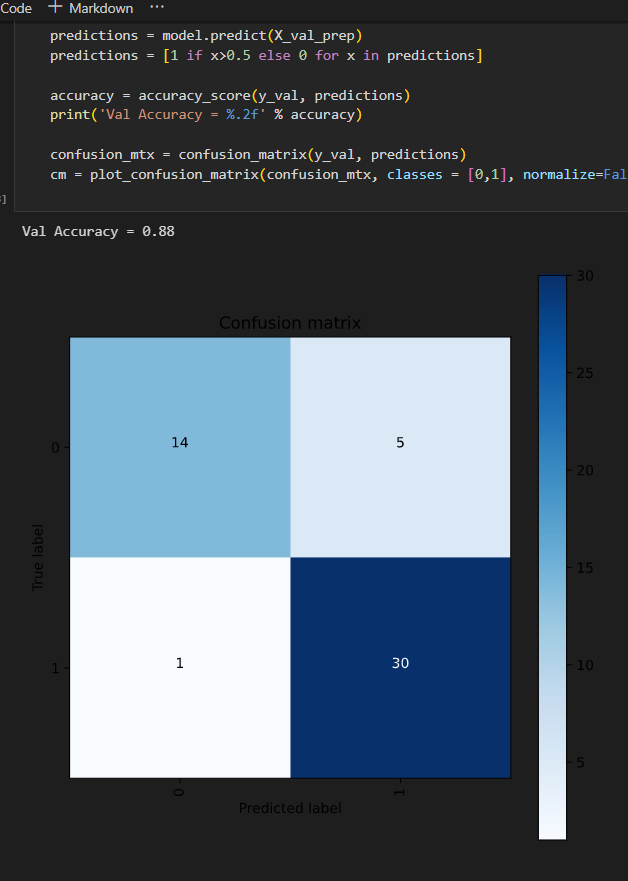 Code + Markdown ...
predictions = model.predict(X_val_prep)
predictions = [1 if x>0.5 else 0 for x in predictions]
accuracy = accuracy_score(y_val, predictions)
print('Val Accuracy = %.2f' % accuracy)
confusion_mtx = confusion_matrix(y_val, predictions)
cm = plot_confusion_matrix(confusion_mtx, classes = [0,1], normalize=Fal
]
Val Accuracy = 0.88
Confusion matrix
True label
0
14
5
1
1
30
0
1
Predicted label
30
25
20
15
10
5